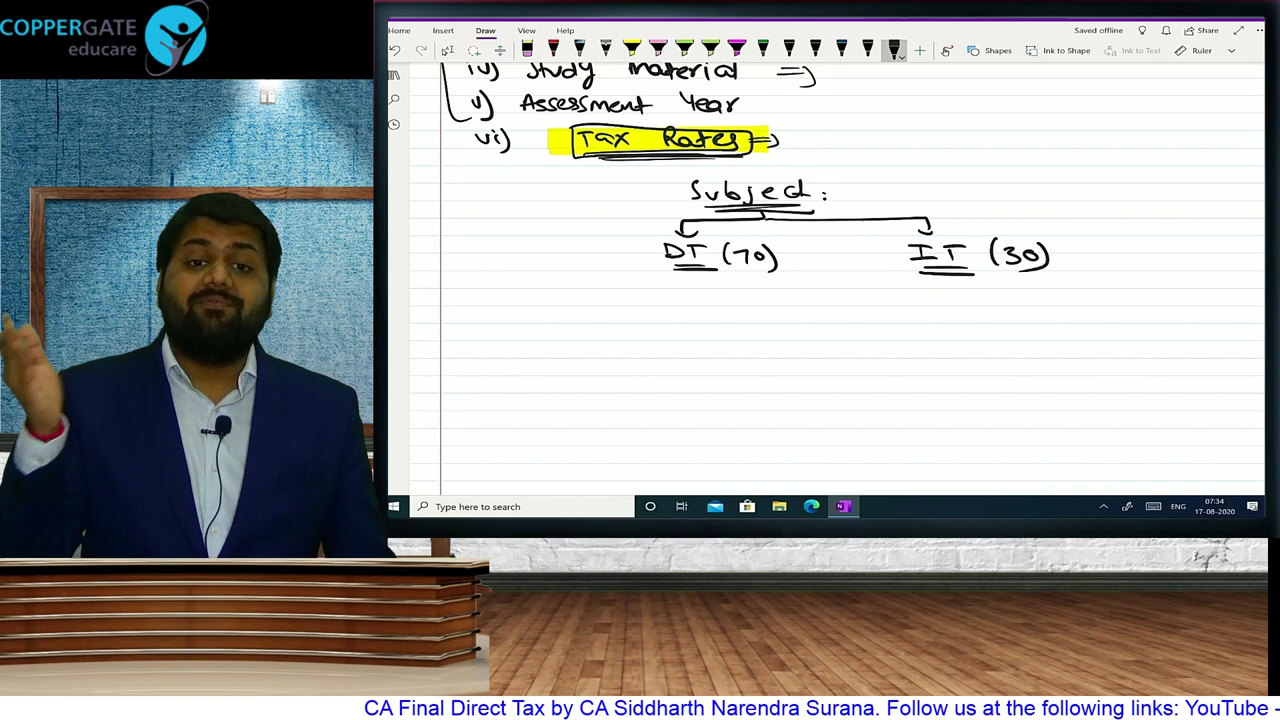 COPPERGATE
educare
Home Insert Draw View Help
Saved offline Share
Shapes Ink to Shape Ink to Text Ruler
iv) Study Material =>
v) Assessment Year
vi) Tax Rates =>
Subject :
DT (70) IT (30)
Type here to search
ENG
07:34
17-08-2020
CA Final Direct Tax by CA Siddharth Narendra Surana. Follow us at the following links: YouTube -